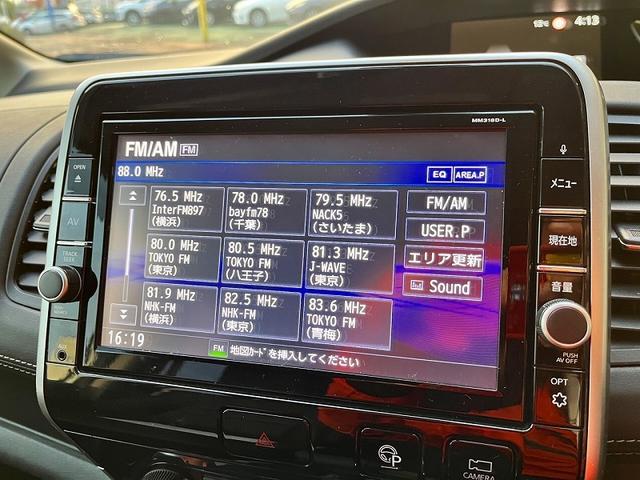 12℃ 4:13
MM318D-L
FM/AM FM
88.0 MHz
EQ AREA.P
76.5 MHz
InterFM897
(横浜)
78.0 MHz
bayfm78
(千葉)
79.5 MHz
NACK5
(さいたま)
FM/AM
80.0 MHz
TOKYO FM
(東京)
80.5 MHz
TOKYO FM
(八王子)
81.3 MHz
J-WAVE
(東京)
USER.P
エリア更新
81.9 MHz
NHK-FM
(横浜)
82.5 MHz
NHK-FM
(東京)
83.6 MHz
TOKYO FM
(青梅)
Sound
16:19
FM 地図ｶｰﾄﾞを挿入してください
OPEN
AV
TRACK
SEEK
AUX
メニュー
現在地
音量
PUSH
AV OFF
OPT
P
CAMERA